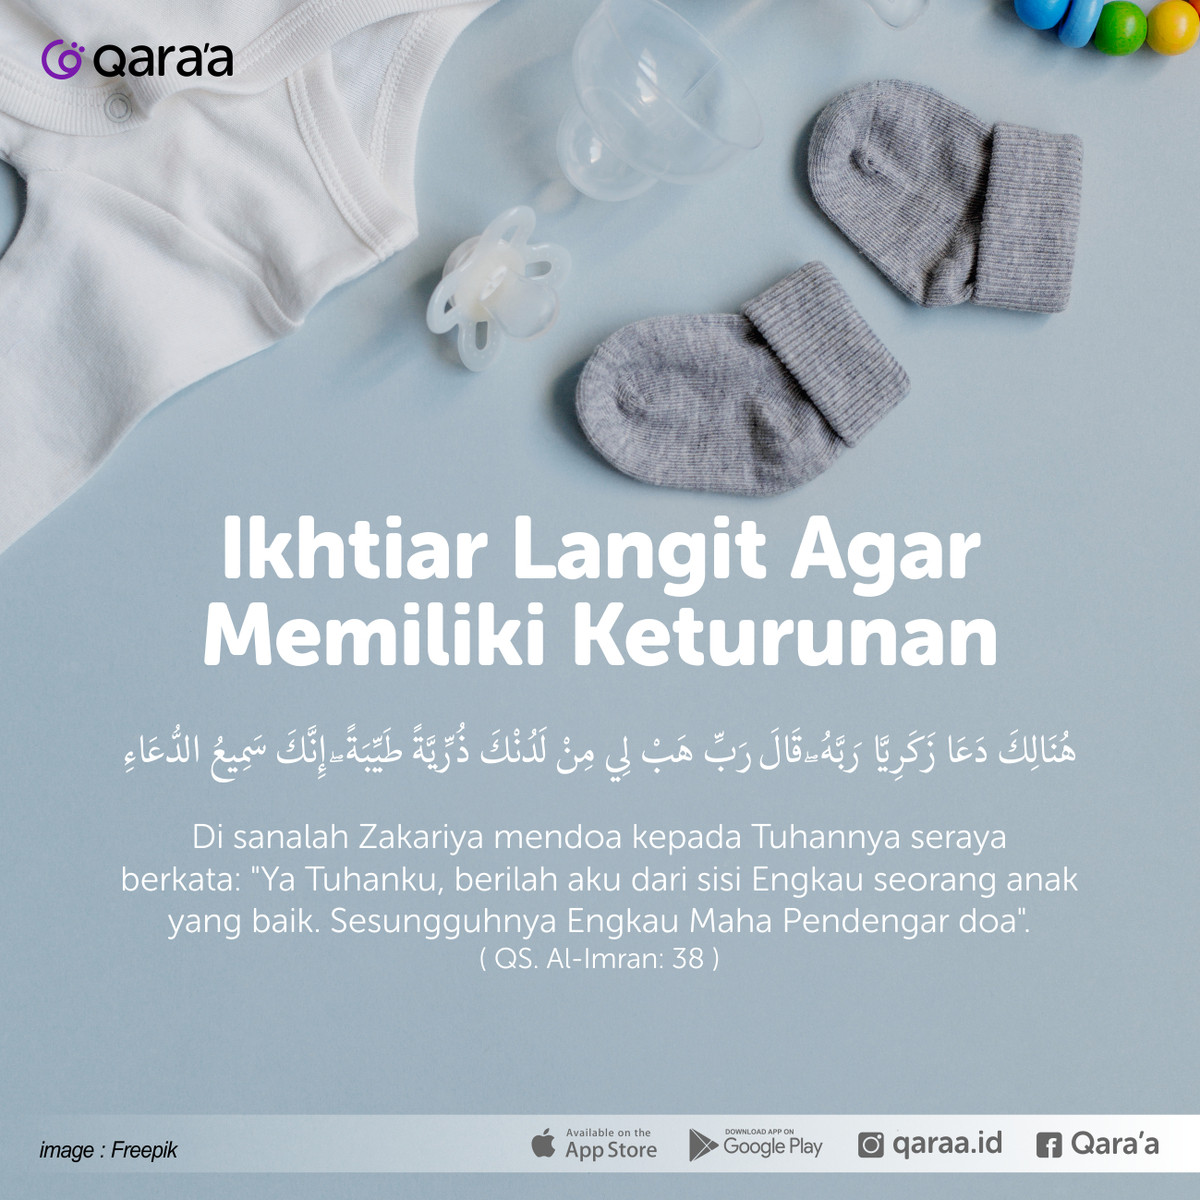 Qara'a
Ikhtiar Langit Agar
Memiliki Keturunan
هُنَالِكَ دَعَا زَكَرِيَّا رَبَّهُ ۖ قَالَ رَبِّ هَبْ لِي مِنْ لَدُنْكَ ذُرِّيَّةً طَيِّبَةً ۖ إِنَّكَ سَمِيعُ الدُّعَاءِ
Di sanalah Zakariya mendoa kepada Tuhannya seraya
berkata: "Ya Tuhanku, berilah aku dari sisi Engkau seorang anak
yang baik. Sesungguhnya Engkau Maha Pendengar doa".
( QS. Al-Imran: 38 )
image : Freepik
Available on the
App Store
DOWNLOAD APP ON
Google Play
qaraa.id
Qara'a